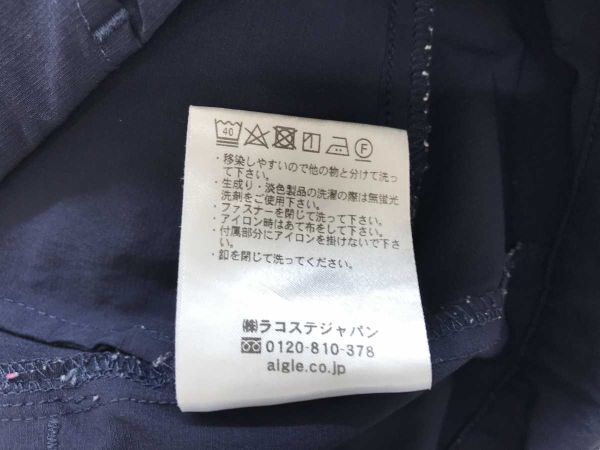 40
F
・移染しやすいので他の物と分けて洗っ
て下さい。
・生成り・淡色製品の洗濯の際は無蛍光
洗剤をご使用下さい。
・ファスナーを閉じて洗って下さい。
・アイロン時はあて布をして下さい。
・付属部分にアイロンを掛けないで下さ
い。
・釦を閉じて洗ってください。
㈱ラコステジャパン
0120-810-378
aigle.co.jp